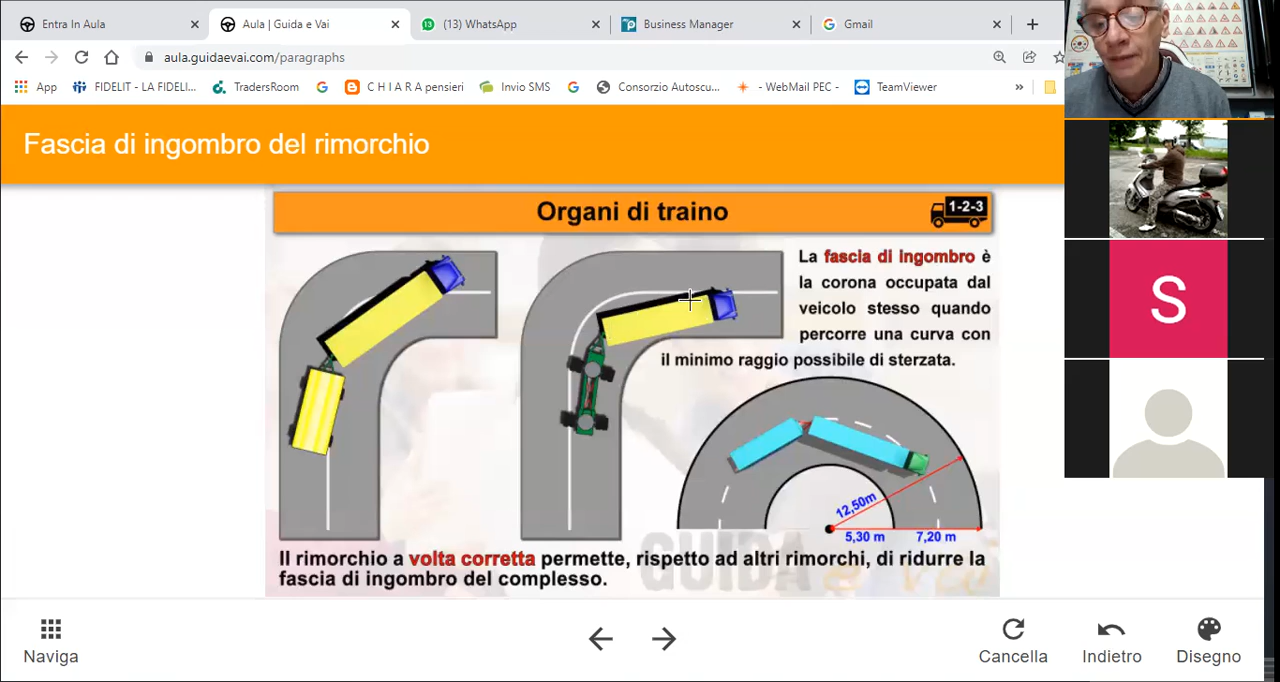 Entra In Aula
Aula | Guida e Vai
(13) WhatsApp
Business Manager
Gmail
aula.guidaevai.com/paragraphs
App
FIDELIT - LA FIDELI...
TradersRoom
C H I A R A pensieri
Invio SMS
Consorzio Autoscu...
- WebMail PEC -
TeamViewer
»
Fascia di ingombro del rimorchio
Organi di traino
1-2-3
La fascia di ingombro è
la corona occupata dal
veicolo stesso quando
percorre una curva con
il minimo raggio possibile di sterzata.
12,50m
5,30 m
7,20 m
Il rimorchio a volta corretta permette, rispetto ad altri rimorchi, di ridurre la
fascia di ingombro del complesso.
GUIDA e vai
S
Naviga
Cancella
Indietro
Disegno